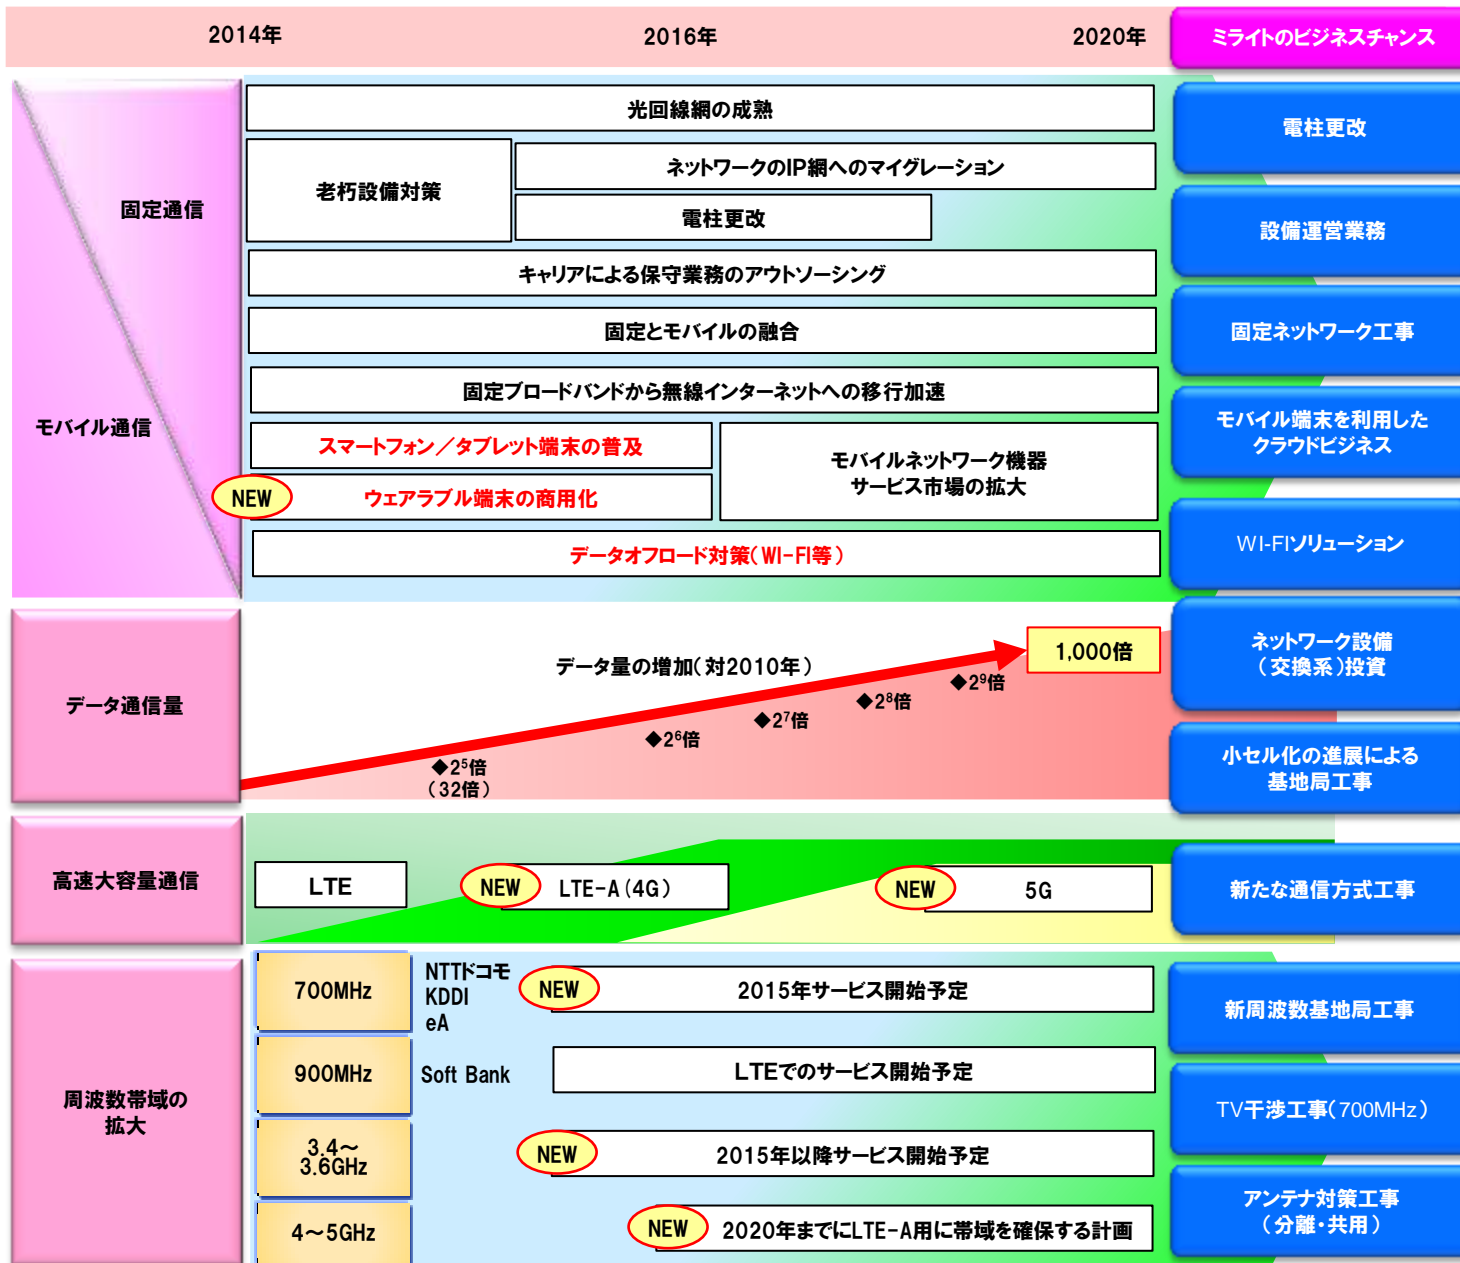 2014年
2016年
2020年
ミライトのビジネスチャンス
固定通信
モバイル通信
光回線網の成熟
老朽設備対策
ネットワークのIP網へのマイグレーション
電柱更改
キャリアによる保守業務のアウトソーシング
固定とモバイルの融合
固定ブロードバンドから無線インターネットへの移行加速
スマートフォン／タブレット端末の普及
NEW
ウェアラブル端末の商用化
モバイルネットワーク機器
サービス市場の拡大
データオフロード対策（WI-FI等）
電柱更改
設備運営業務
固定ネットワーク工事
モバイル端末を利用した
クラウドビジネス
WI-FIソリューション
データ通信量
データ量の増加（対2010年）
1,000倍
◆2⁵倍
（32倍）
◆2⁶倍
◆2⁷倍
◆2⁸倍
◆2⁹倍
ネットワーク設備
（交換系）投資
小セル化の進展による
基地局工事
高速大容量通信
LTE
NEW
LTE-A（4G）
NEW
5G
新たな通信方式工事
周波数帯域の
拡大
700MHz
NTTドコモ
KDDI
eA
NEW
2015年サービス開始予定
900MHz
Soft Bank
LTEでのサービス開始予定
3.4～
3.6GHz
NEW
2015年以降サービス開始予定
4～5GHz
NEW
2020年までにLTE-A用に帯域を確保する計画
新周波数基地局工事
TV干渉工事（700MHz）
アンテナ対策工事
（分離・共用）